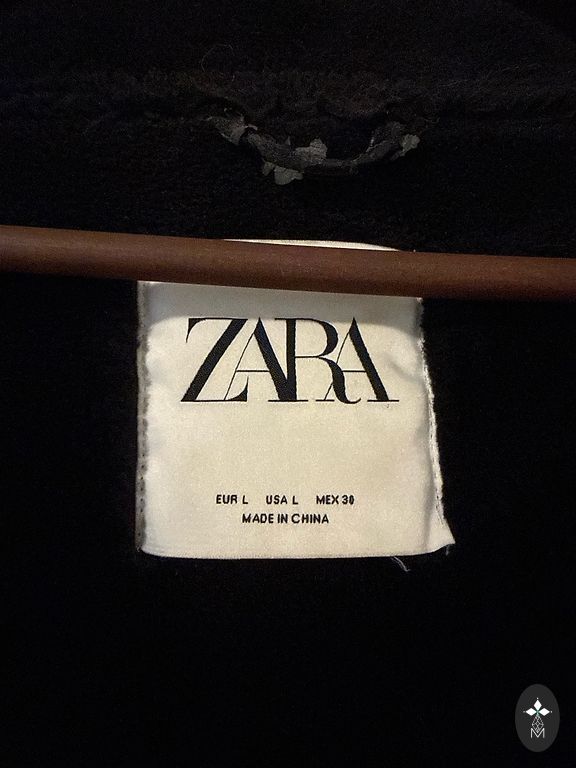 ZARA
EUR L USA L MEX 30
MADE IN CHINA
M